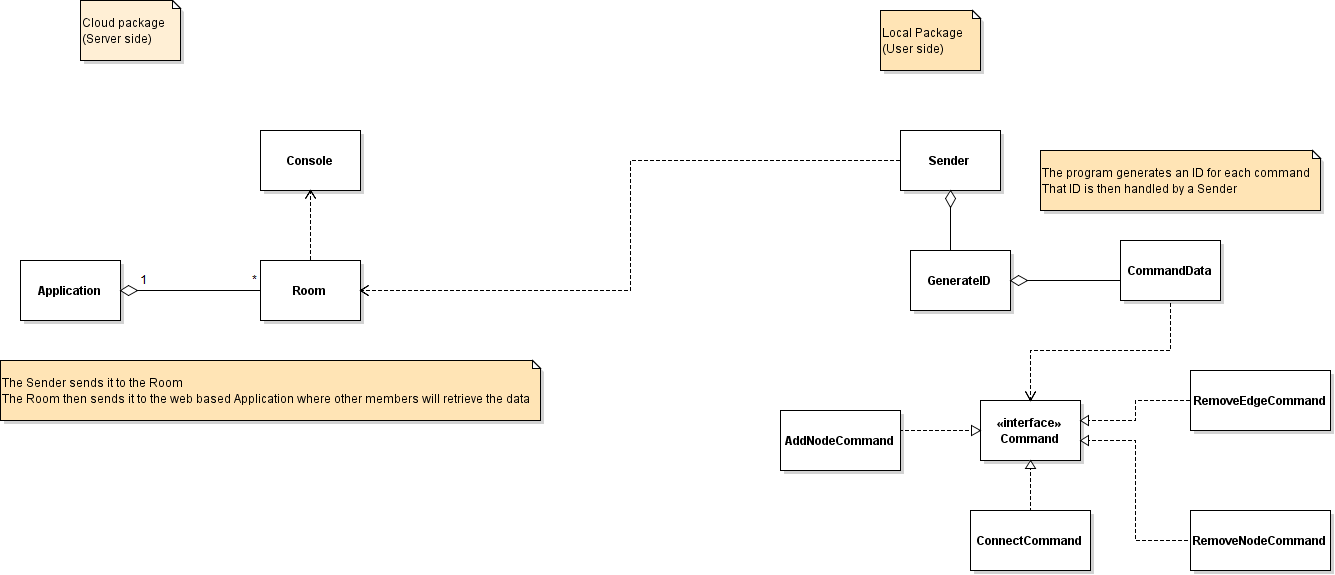 Cloud package
(Server side)
Local Package
(User side)
Console
Sender
The program generates an ID for each command
That ID is then handled by a Sender
Application
1
*
Room
GenerateID
CommandData
The Sender sends it to the Room
The Room then sends it to the web based Application where other members will retrieve the data
AddNodeCommand
«interface»
Command
RemoveEdgeCommand
ConnectCommand
RemoveNodeCommand